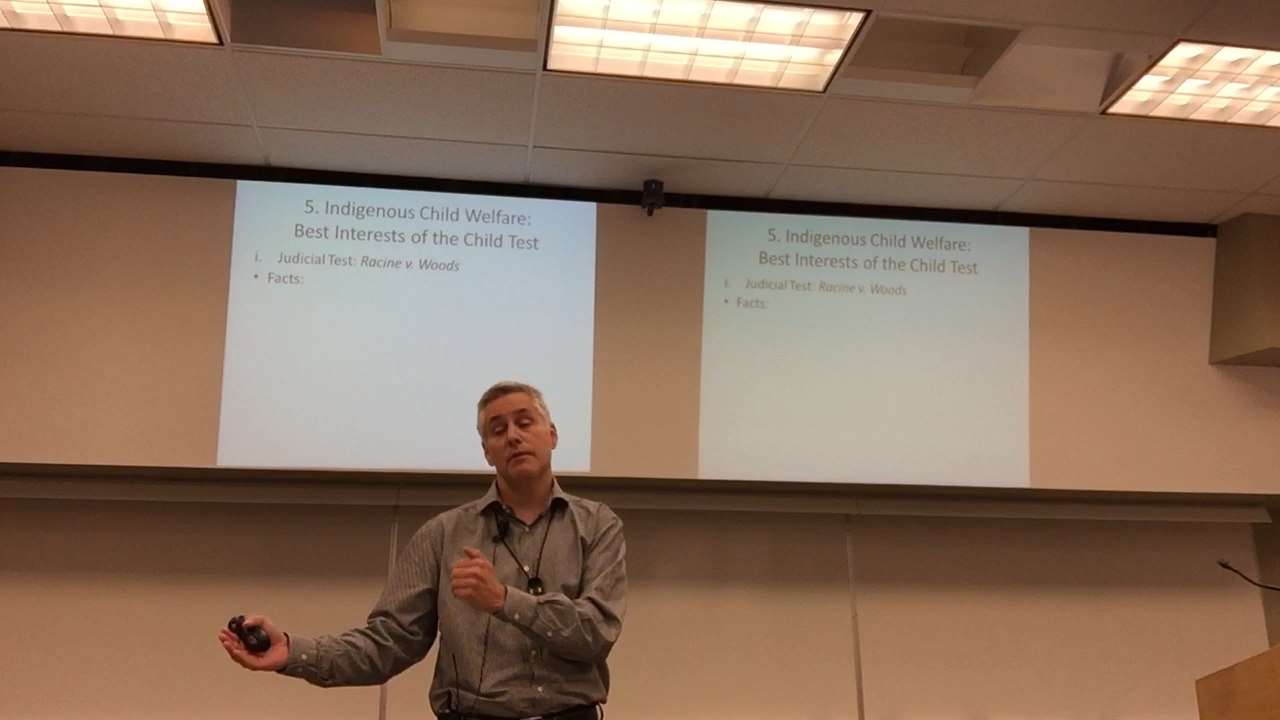 5. Indigenous Child Welfare:
Best Interests of the Child Test
i. Judicial Test: Racine v. Woods
• Facts:
5. Indigenous Child Welfare:
Best Interests of the Child Test
i. Judicial Test: Racine v. Woods
• Facts: